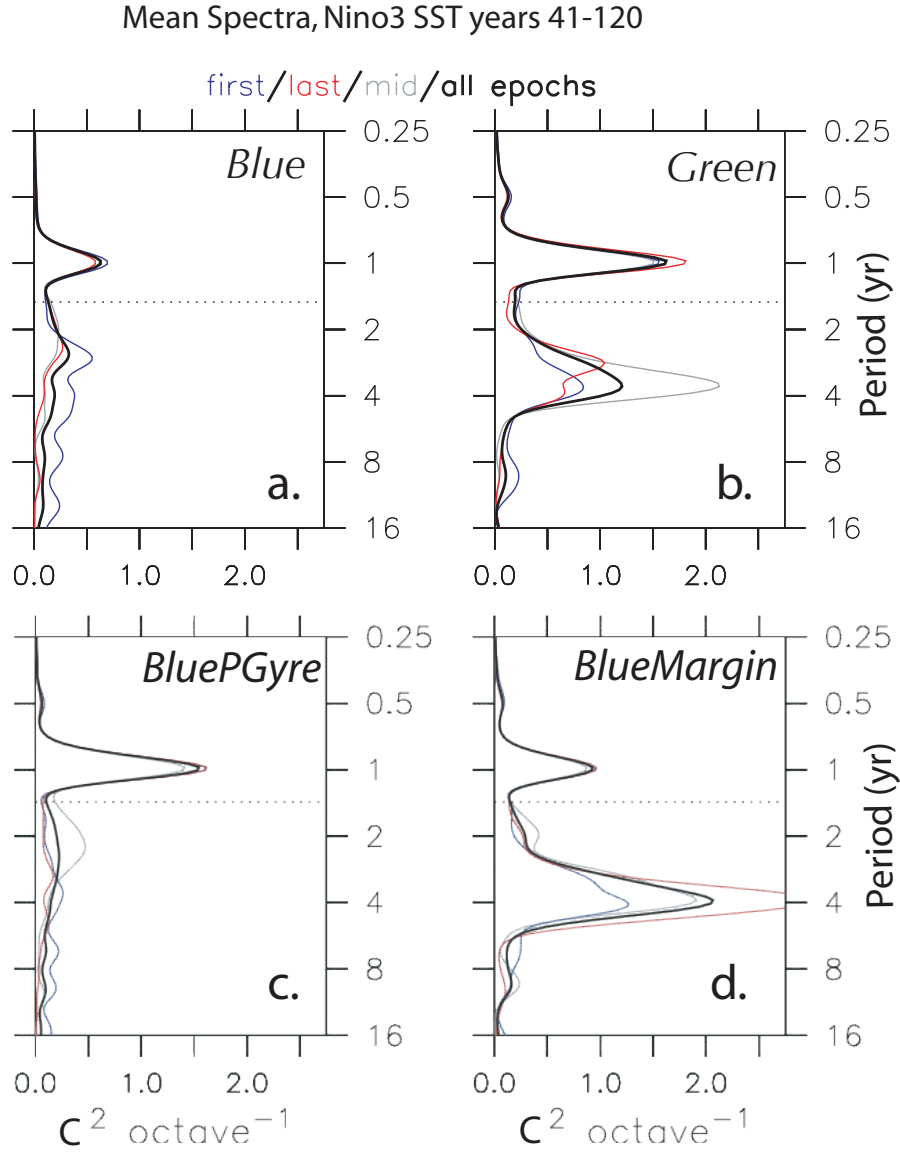 Mean Spectra, Nino3 SST years 41-120
first/last/mid/all epochs
Blue
0.25
0.5
1
2
4
8
16
a.
0.0 1.0 2.0
Green
0.25
0.5
1
2
4
8
16
Period (yr)
b.
0.0 1.0 2.0
BluePGyre
0.25
0.5
1
2
4
8
16
c.
0.0 1.0 2.0
C² octave⁻¹
BlueMargin
0.25
0.5
1
2
4
8
16
Period (yr)
d.
0.0 1.0 2.0
C² octave⁻¹